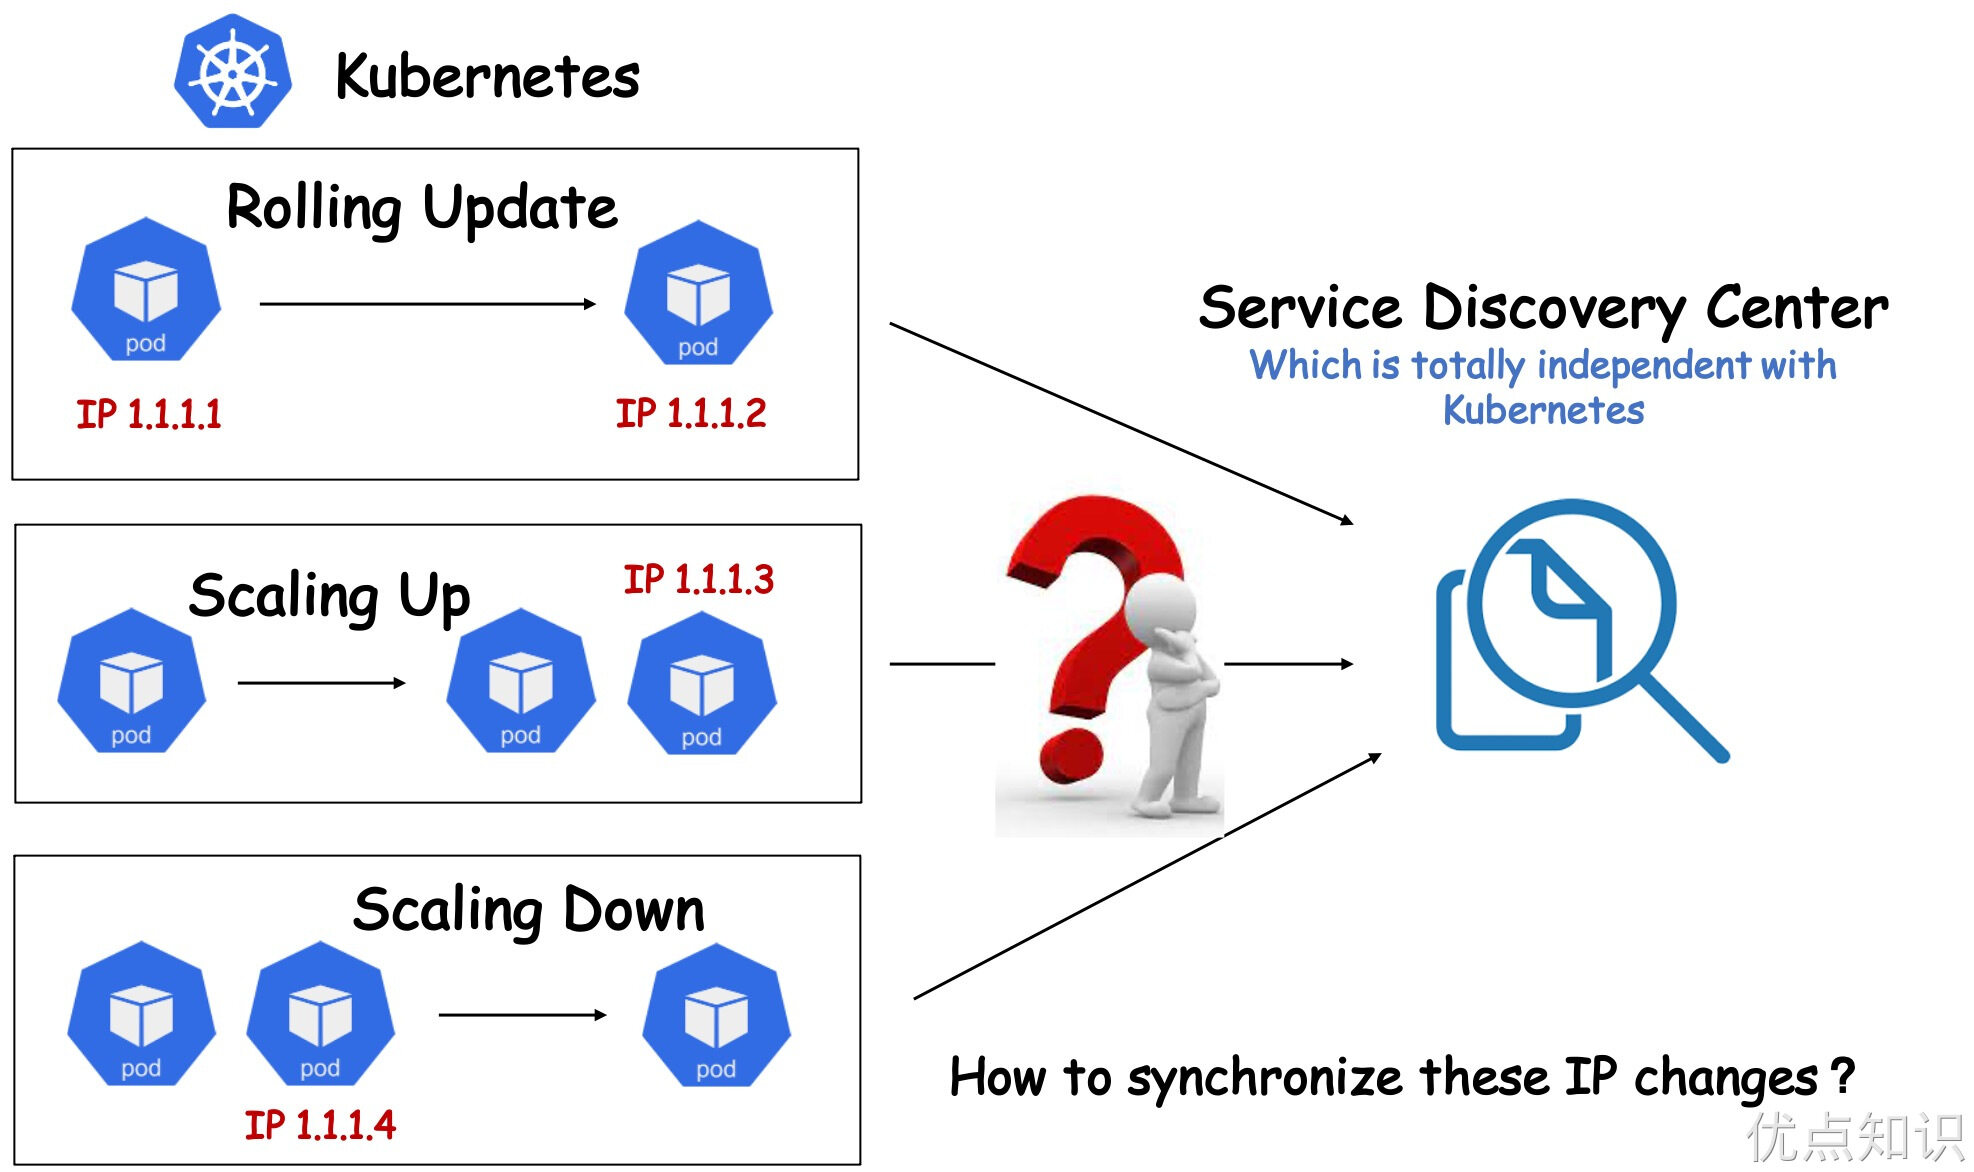 Kubernetes
Rolling Update
pod
pod
IP 1.1.1.1
IP 1.1.1.2
Scaling Up
IP 1.1.1.3
pod
pod
pod
Scaling Down
pod
pod
pod
IP 1.1.1.4
Service Discovery Center
Which is totally independent with
Kubernetes
How to synchronize these IP changes？
优点知识